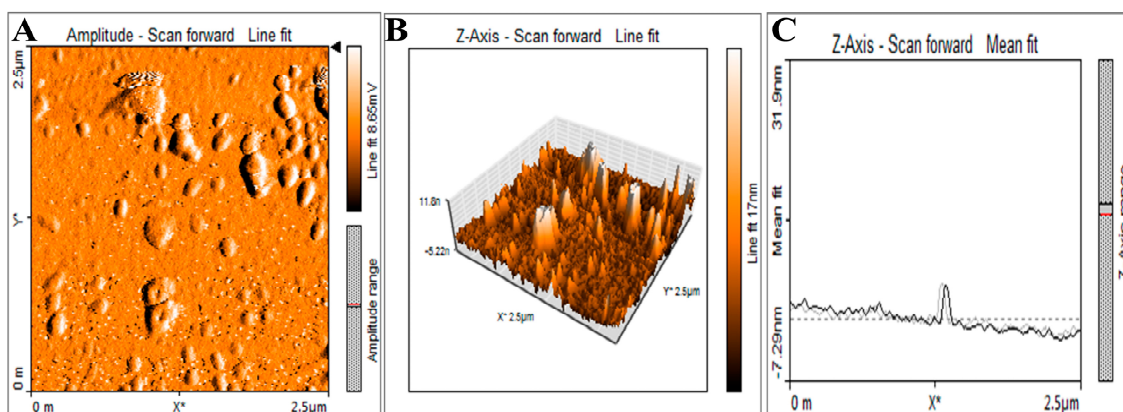 A
Amplitude - Scan forward Line fit
2.5µm
Y*
0 m
0 m
X*
2.5µm
Line fit 8.65mV
Amplitude range
B
Z-Axis - Scan forward Line fit
11.8n
-5.22n
X* 2.5µm
Y* 2.5µm
Line fit 17nm
C
Z-Axis - Scan forward Mean fit
31.9nm
Mean fit
-7.29nm
0 m
X*
2.5µm
Z-Axis range